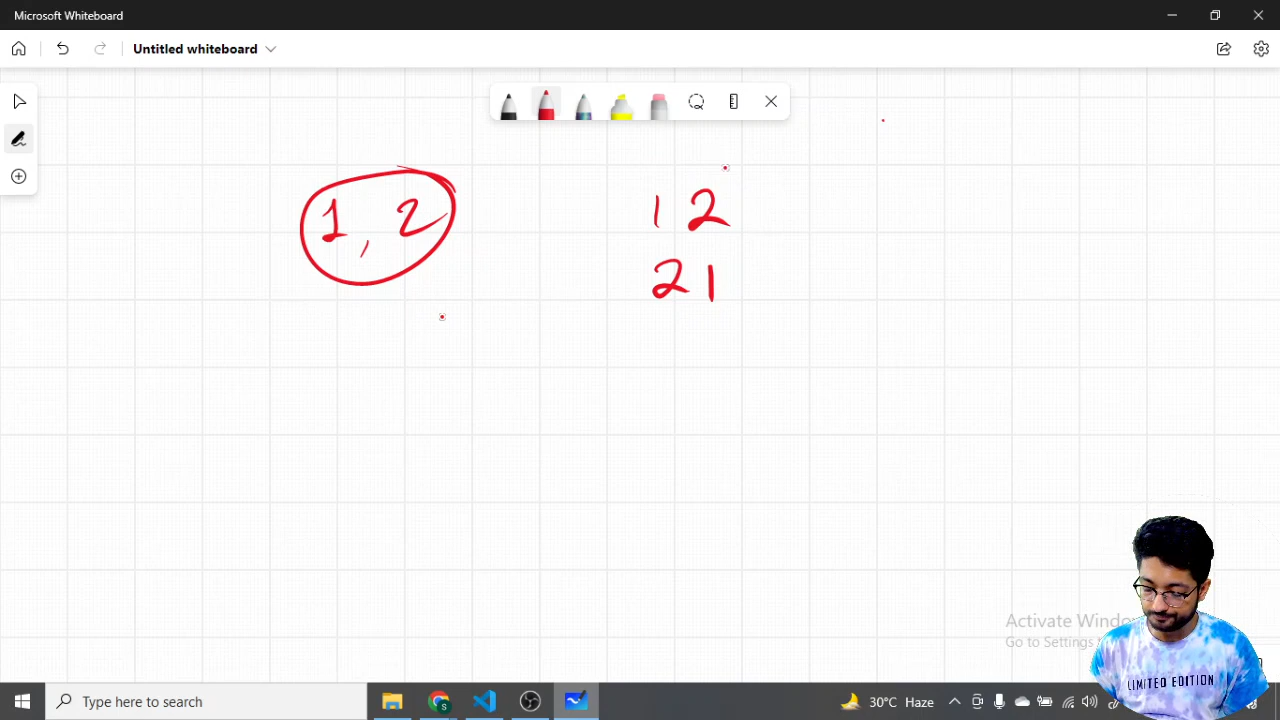 Microsoft Whiteboard
Untitled whiteboard
1, 2
1 2
2 1
Activate Windo
Go to Settings
LIMITED EDITION
Type here to search
S
30°C Haze